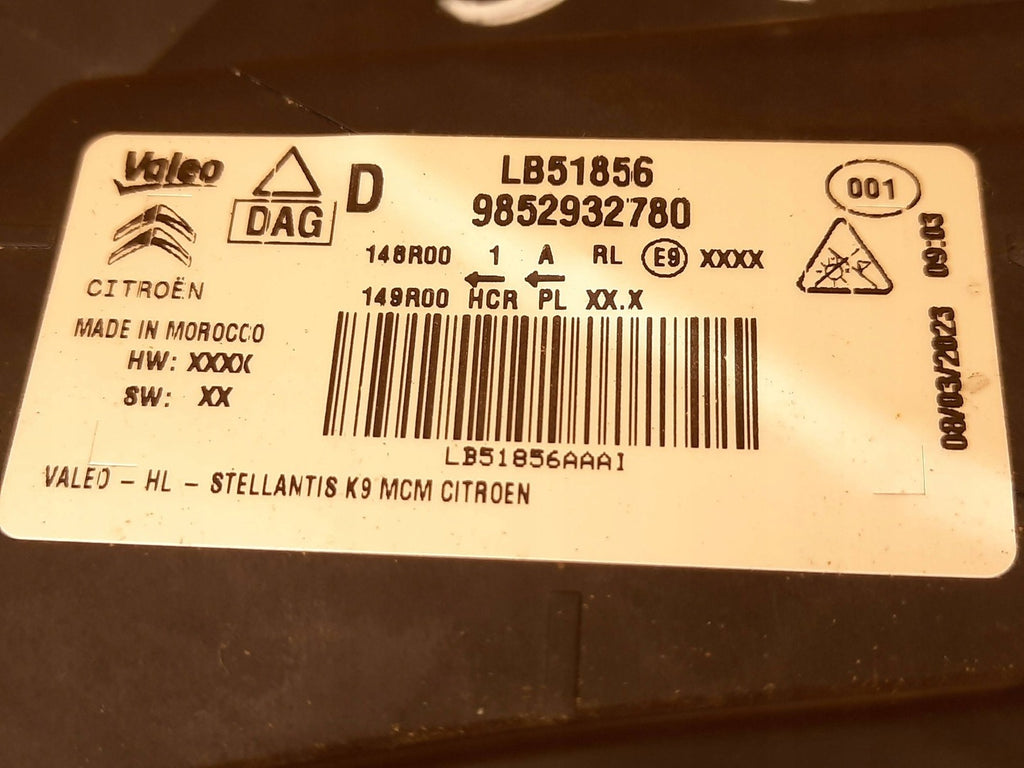 Valeo
CITROËN
MADE IN MOROCCO
HW: XXXX
SW: XX
DAG
D
LB51856
9852932780
148R00 1 A RL E9 XXXX
149R00 HCR PL XX.X
LB51856AAAI
VALEO - HL - STELLANTIS K9 MCM CITROEN
001
08/03/2023 09:03